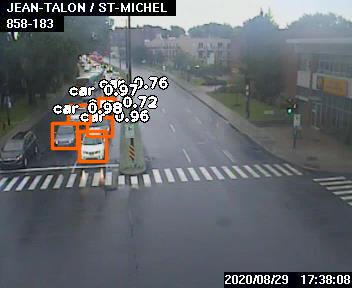 JEAN-TALON / ST-MICHEL
858-183
car 0.76
car 0.97
0.72
car 0.98
car 0.96
2020/08/29 17:38:08